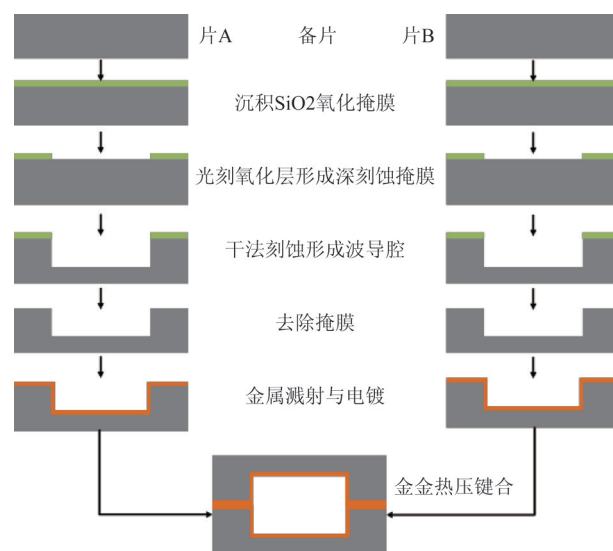 片A 备片 片B
沉积SiO2氧化掩膜
光刻氧化层形成深刻蚀掩膜
干法刻蚀形成波导腔
去除掩膜
金属溅射与电镀
金金热压键合